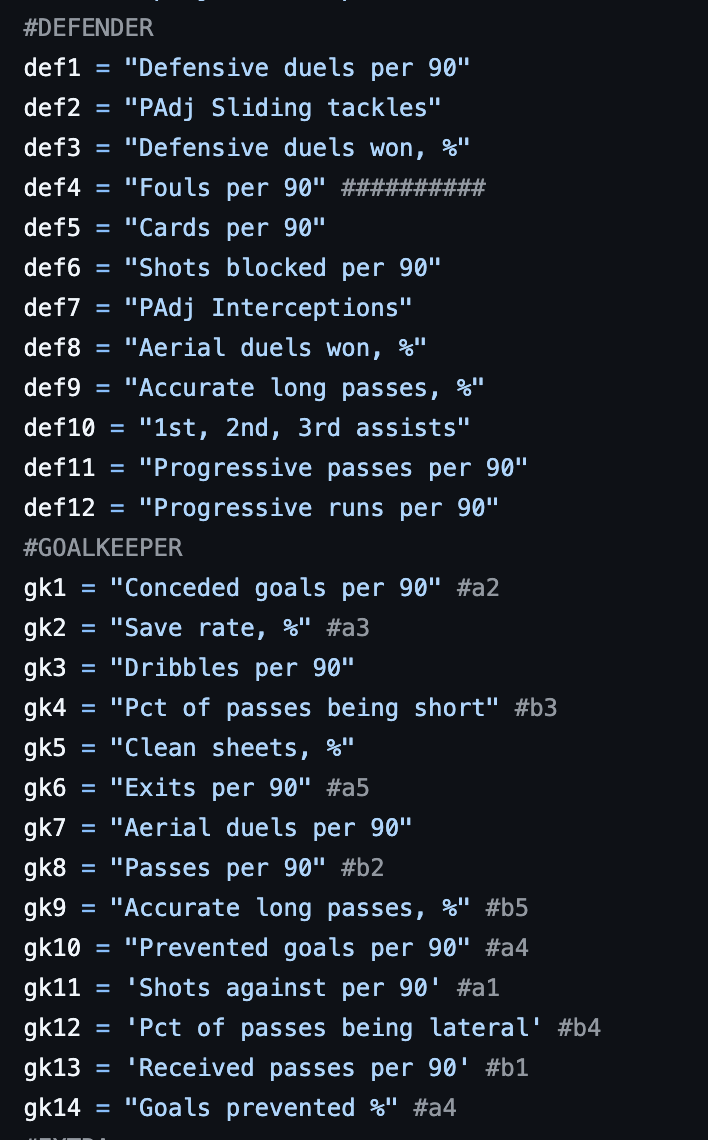 #DEFENDER
def1 = "Defensive duels per 90"
def2 = "PAdj Sliding tackles"
def3 = "Defensive duels won, %"
def4 = "Fouls per 90" ##########
def5 = "Cards per 90"
def6 = "Shots blocked per 90"
def7 = "PAdj Interceptions"
def8 = "Aerial duels won, %"
def9 = "Accurate long passes, %"
def10 = "1st, 2nd, 3rd assists"
def11 = "Progressive passes per 90"
def12 = "Progressive runs per 90"
#GOALKEEPER
gk1 = "Conceded goals per 90" #a2
gk2 = "Save rate, %" #a3
gk3 = "Dribbles per 90"
gk4 = "Pct of passes being short" #b3
gk5 = "Clean sheets, %"
gk6 = "Exits per 90" #a5
gk7 = "Aerial duels per 90"
gk8 = "Passes per 90" #b2
gk9 = "Accurate long passes, %" #b5
gk10 = "Prevented goals per 90" #a4
gk11 = 'Shots against per 90' #a1
gk12 = 'Pct of passes being lateral' #b4
gk13 = 'Received passes per 90' #b1
gk14 = "Goals prevented %" #a4